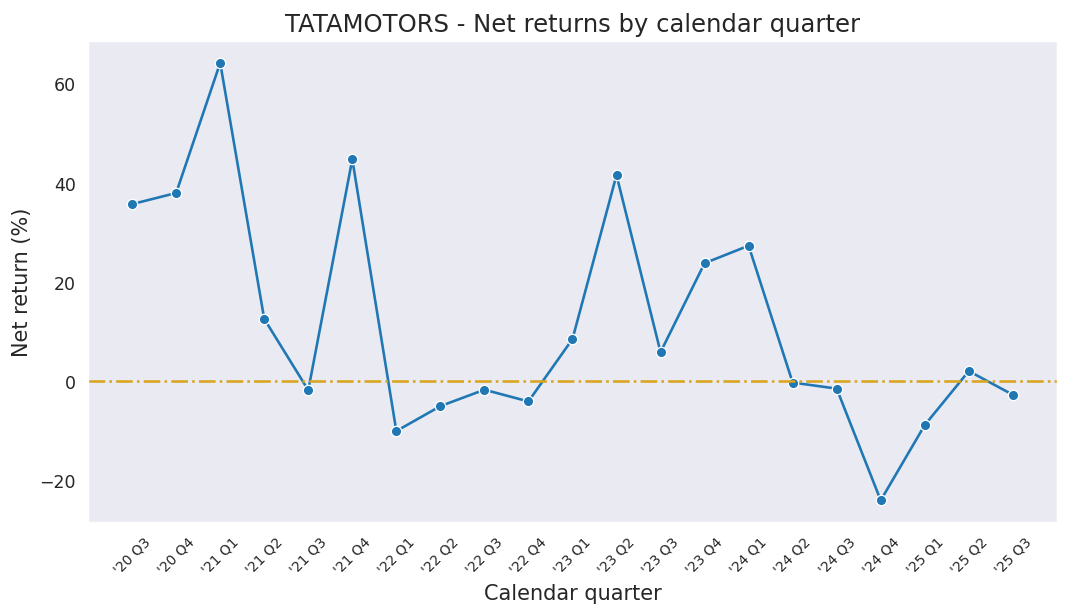 TATAMOTORS - Net returns by calendar quarter
Net return (%)
60
40
20
0
−20
'20 Q3
'20 Q4
'21 Q1
'21 Q2
'21 Q3
'21 Q4
'22 Q1
'22 Q2
'22 Q3
'22 Q4
'23 Q1
'23 Q2
'23 Q3
'23 Q4
'24 Q1
'24 Q2
'24 Q3
'24 Q4
'25 Q1
'25 Q2
'25 Q3
Calendar quarter